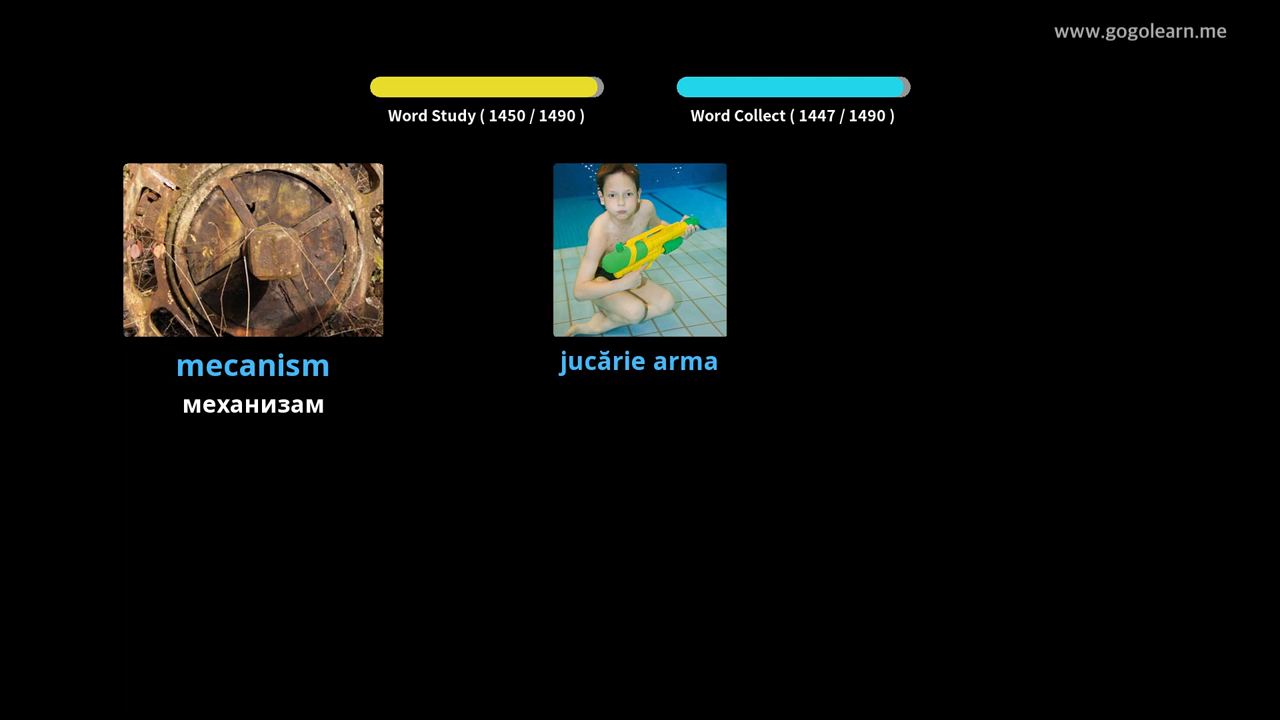 www.gogolearn.me
Word Study ( 1450 / 1490 )
Word Collect ( 1447 / 1490 )
mecanism
механизам
jucărie arma